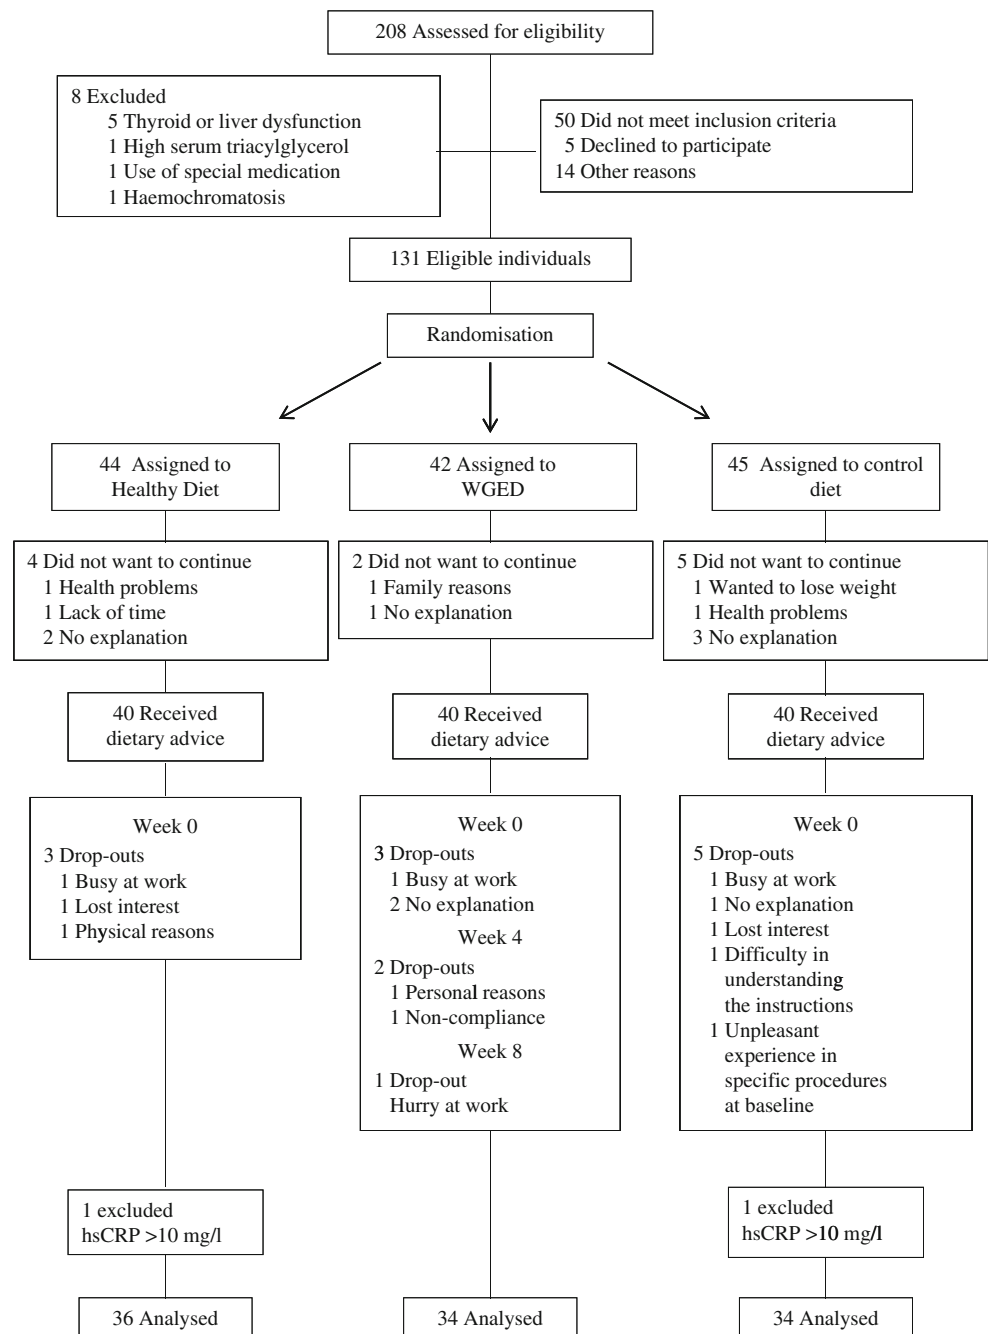 208 Assessed for eligibility
8 Excluded
5 Thyroid or liver dysfunction
1 High serum triacylglycerol
1 Use of special medication
1 Haemochromatosis
50 Did not meet inclusion criteria
5 Declined to participate
14 Other reasons
131 Eligible individuals
Randomisation
44 Assigned to
Healthy Diet
42 Assigned to
WGED
45 Assigned to control
diet
4 Did not want to continue
1 Health problems
1 Lack of time
2 No explanation
2 Did not want to continue
1 Family reasons
1 No explanation
5 Did not want to continue
1 Wanted to lose weight
1 Health problems
3 No explanation
40 Received
dietary advice
40 Received
dietary advice
40 Received
dietary advice
Week 0
3 Drop-outs
1 Busy at work
1 Lost interest
1 Physical reasons
Week 0
3 Drop-outs
1 Busy at work
2 No explanation
Week 4
2 Drop-outs
1 Personal reasons
1 Non-compliance
Week 8
1 Drop-out
Hurry at work
Week 0
5 Drop-outs
1 Busy at work
1 No explanation
1 Lost interest
1 Difficulty in
understanding
the instructions
1 Unpleasant
experience in
specific procedures
at baseline
1 excluded
hsCRP >10 mg/l
1 excluded
hsCRP >10 mg/l
36 Analysed
34 Analysed
34 Analysed